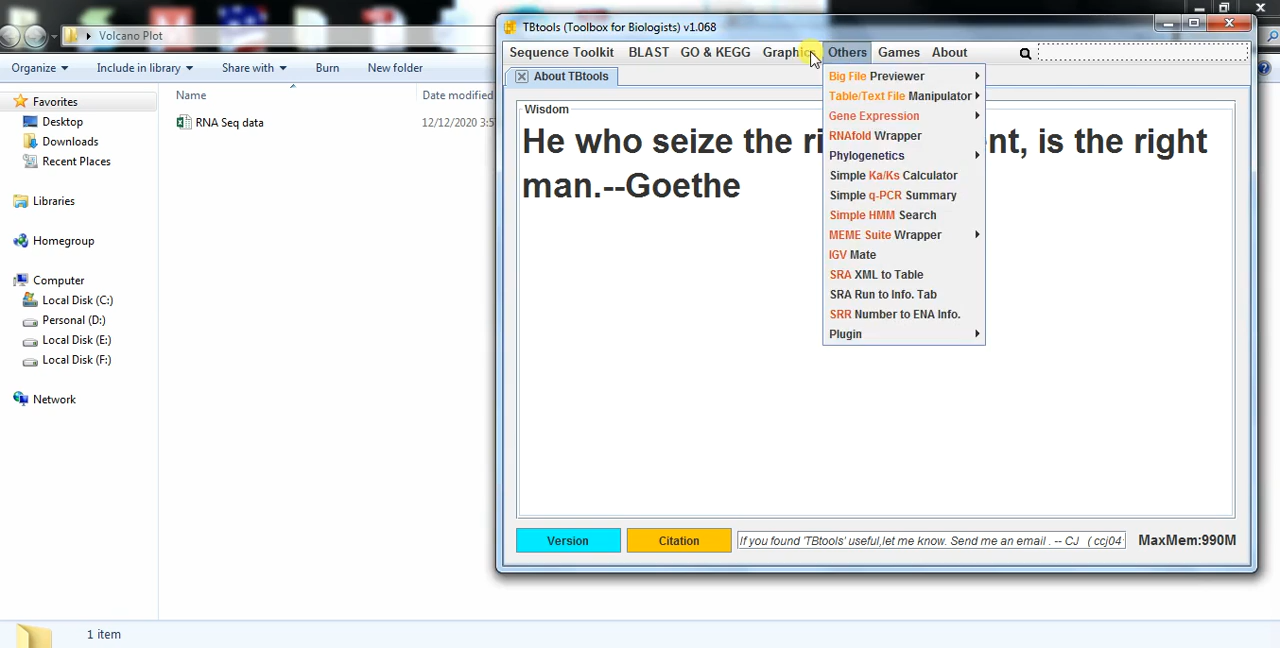 Volcano Plot
Organize
Include in library
Share with
Burn
New folder
Favorites
Desktop
Downloads
Recent Places
Libraries
Homegroup
Computer
Local Disk (C:)
Personal (D:)
Local Disk (E:)
Local Disk (F:)
Network
Name
Date modified
RNA Seq data
12/12/2020 3:5
1 item
TBtools (Toolbox for Biologists) v1.068
Sequence Toolkit BLAST GO & KEGG Graphics Others Games About
About TBtools
Wisdom
He who seize the ri nt, is the right
man.--Goethe
Big File Previewer
Table/Text File Manipulator
Gene Expression
RNAfold Wrapper
Phylogenetics
Simple Ka/Ks Calculator
Simple q-PCR Summary
Simple HMM Search
MEME Suite Wrapper
IGV Mate
SRA XML to Table
SRA Run to Info. Tab
SRR Number to ENA Info.
Plugin
Version
Citation
If you found 'TBtools' useful,let me know. Send me an email . -- CJ ( ccj04
MaxMem:990M